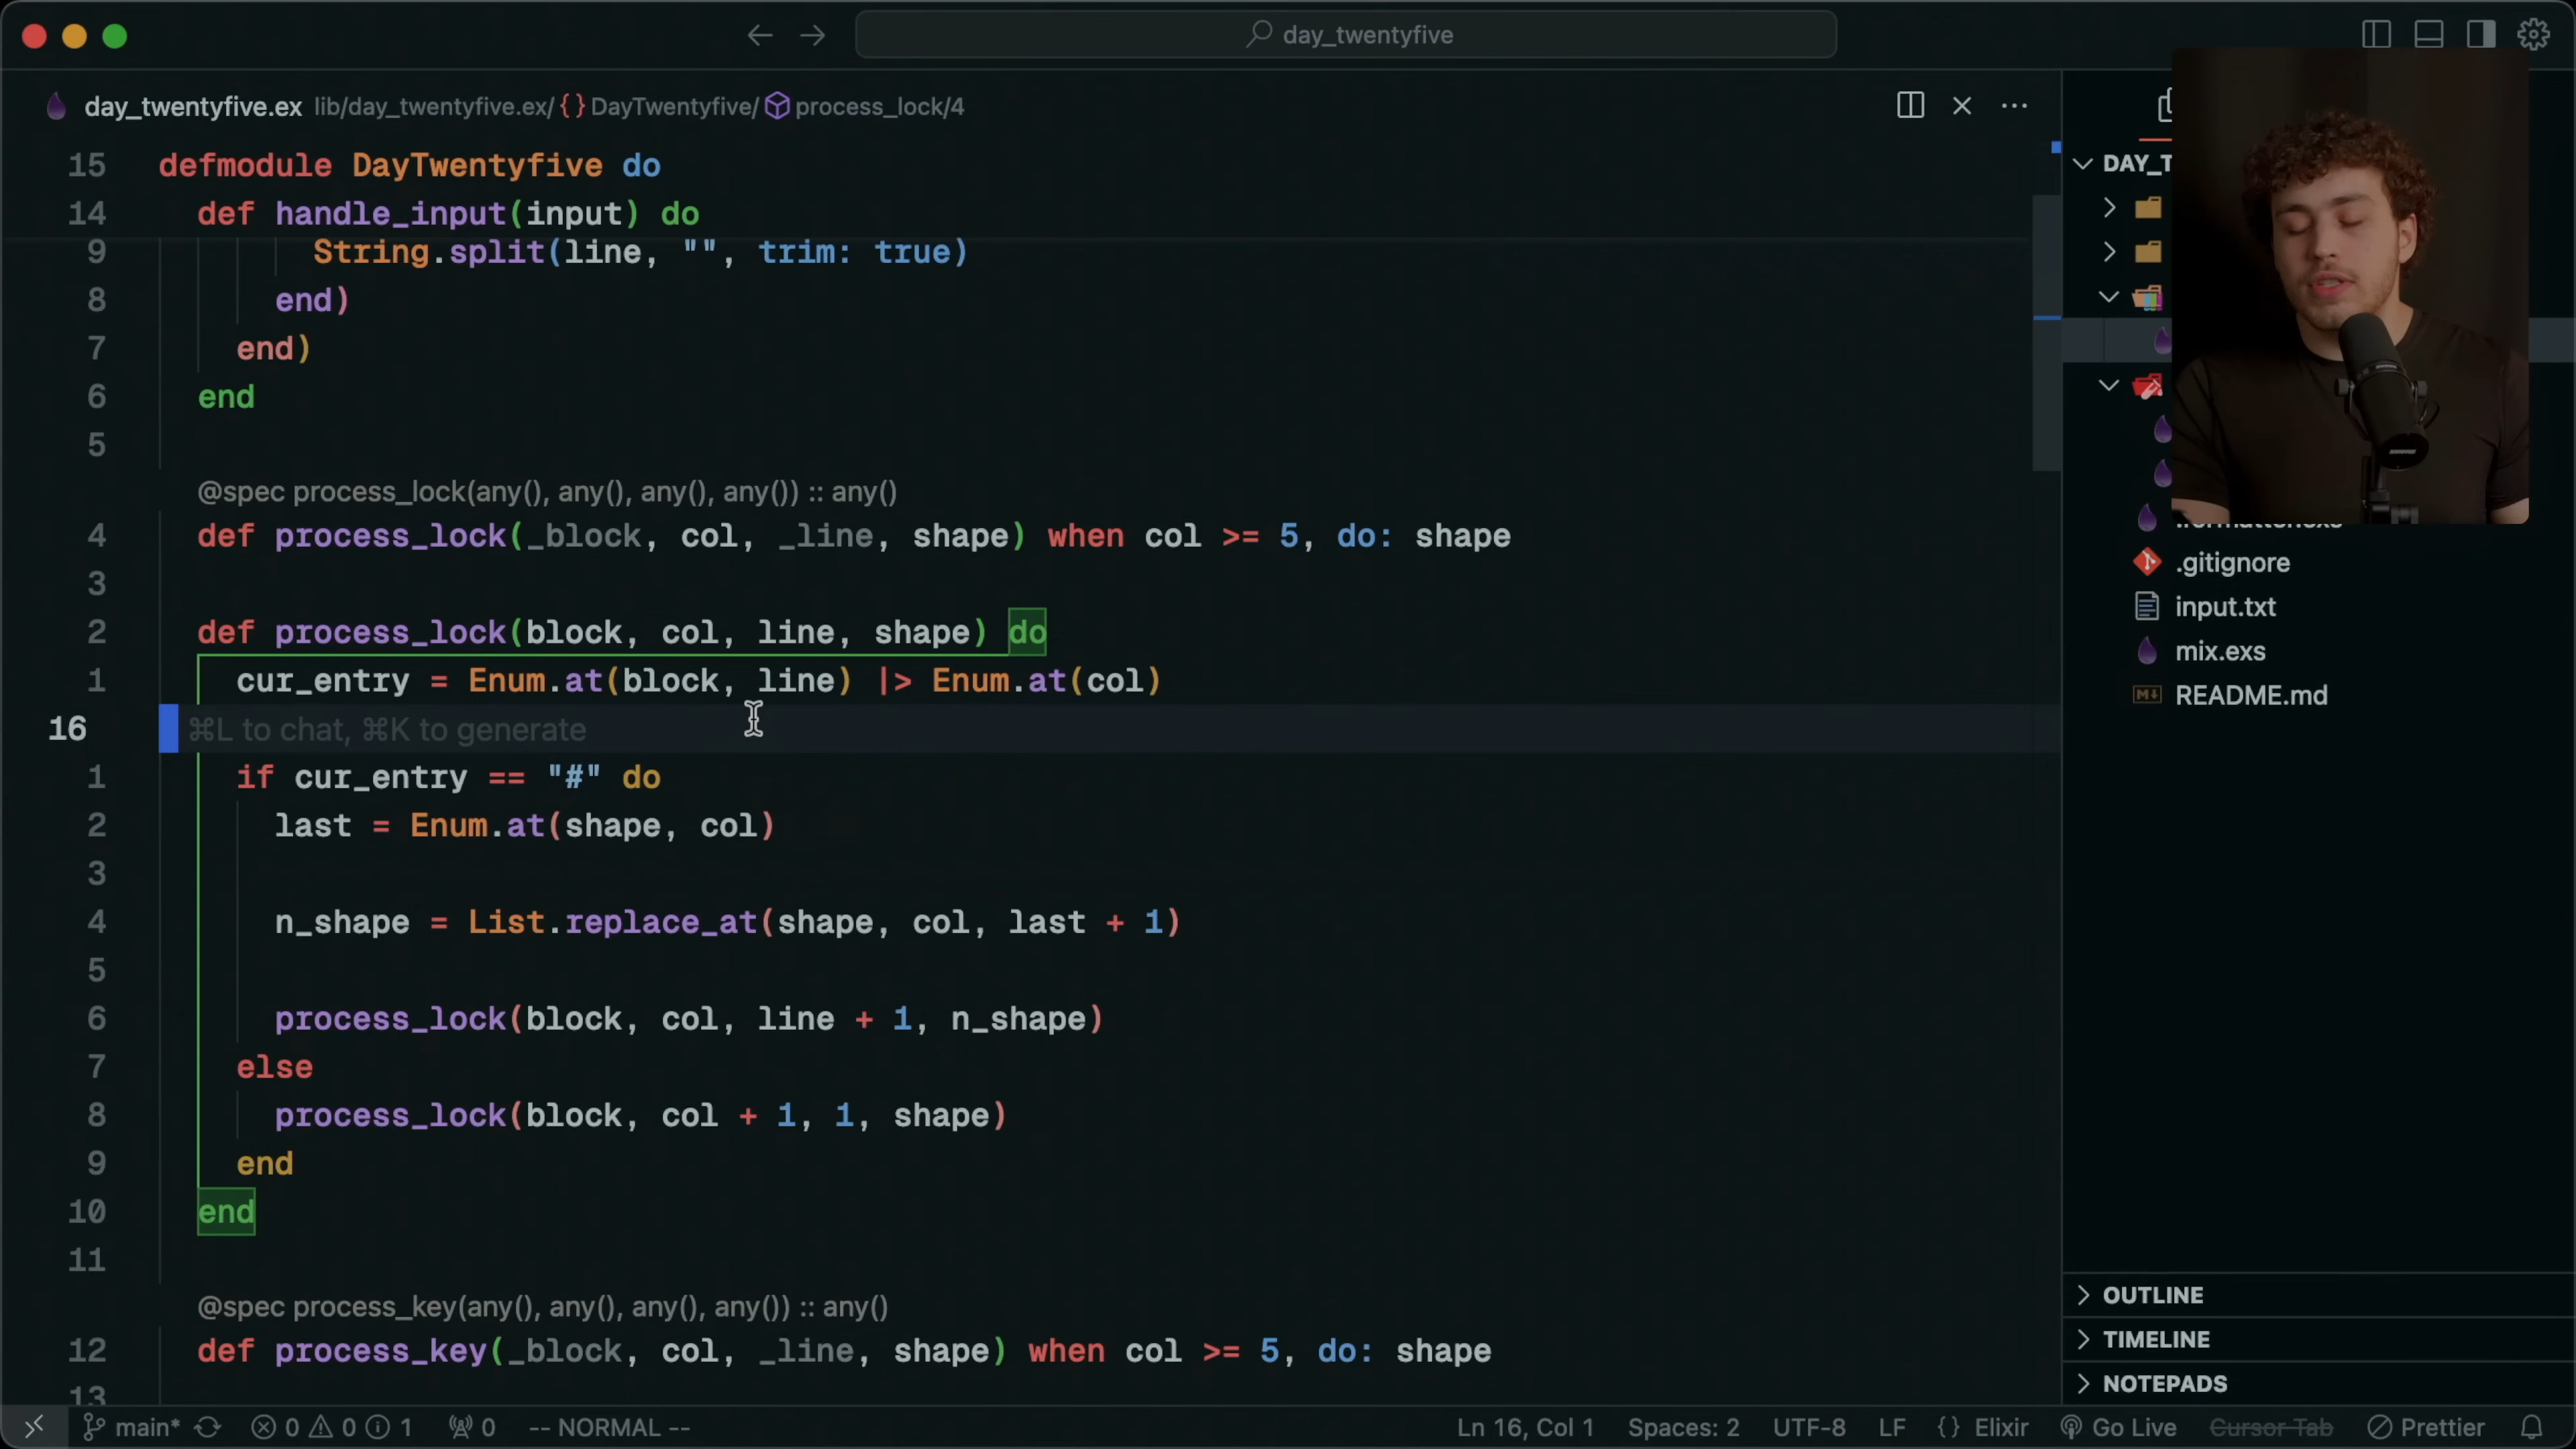 day_twentyfive
day_twentyfive.ex lib/day_twentyfive.ex/ {} DayTwentyfive/ process_lock/4
15 defmodule DayTwentyfive do
14 def handle_input(input) do
9 String.split(line, "", trim: true)
8 end)
7 end)
6 end
5
@spec process_lock(any(), any(), any(), any()) :: any()
4 def process_lock(_block, col, _line, shape) when col >= 5, do: shape
3
2 def process_lock(block, col, line, shape) do
1 cur_entry = Enum.at(block, line) |> Enum.at(col)
16 ⌘L to chat, ⌘K to generate
1 if cur_entry == "#" do
2 last = Enum.at(shape, col)
3
4 n_shape = List.replace_at(shape, col, last + 1)
5
6 process_lock(block, col, line + 1, n_shape)
7 else
8 process_lock(block, col + 1, 1, shape)
9 end
10 end
11
@spec process_key(any(), any(), any(), any()) :: any()
12 def process_key(_block, col, _line, shape) when col >= 5, do: shape
13
DAY_T
.gitignore
input.txt
mix.exs
README.md
OUTLINE
TIMELINE
NOTEPADS
main* 0 0 1 0 -- NORMAL -- Ln 16, Col 1 Spaces: 2 UTF-8 LF {} Elixir Go Live Cursor Tab Prettier